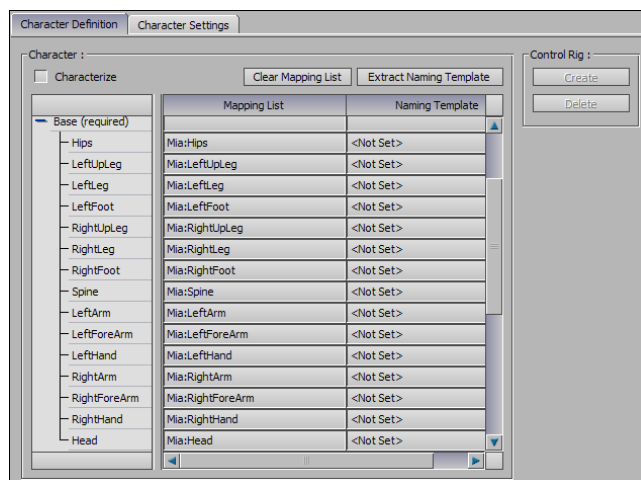 Character Definition Character Settings
Character : Control Rig :
Characterize Clear Mapping List Extract Naming Template Create
Mapping List Naming Template Delete
Base (required)
Hips Mia:Hips <Not Set>
LeftUpLeg Mia:LeftUpLeg <Not Set>
LeftLeg Mia:LeftLeg <Not Set>
LeftFoot Mia:LeftFoot <Not Set>
RightUpLeg Mia:RightUpLeg <Not Set>
RightLeg Mia:RightLeg <Not Set>
RightFoot Mia:RightFoot <Not Set>
Spine Mia:Spine <Not Set>
LeftArm Mia:LeftArm <Not Set>
LeftForeArm Mia:LeftForeArm <Not Set>
LeftHand Mia:LeftHand <Not Set>
RightArm Mia:RightArm <Not Set>
RightForeArm Mia:RightForeArm <Not Set>
RightHand Mia:RightHand <Not Set>
Head Mia:Head <Not Set>